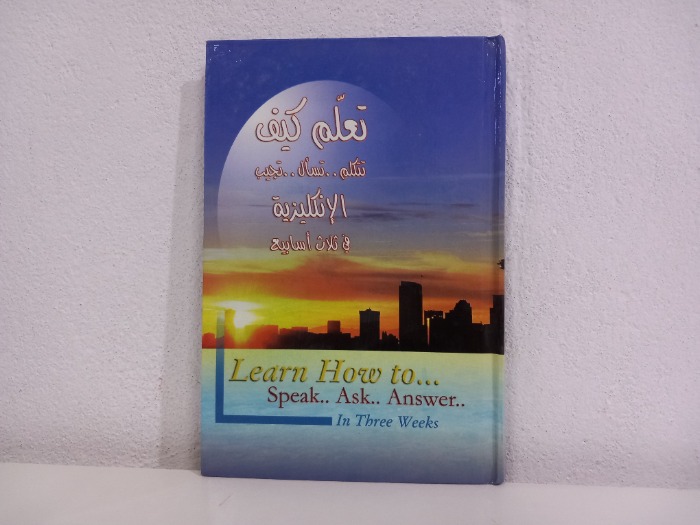 تعلّم كيف
تتكلم..تسأل..تجيب
الإنكليزية
في ثلاث أسابيع
Learn How to...
Speak.. Ask.. Answer..
In Three Weeks